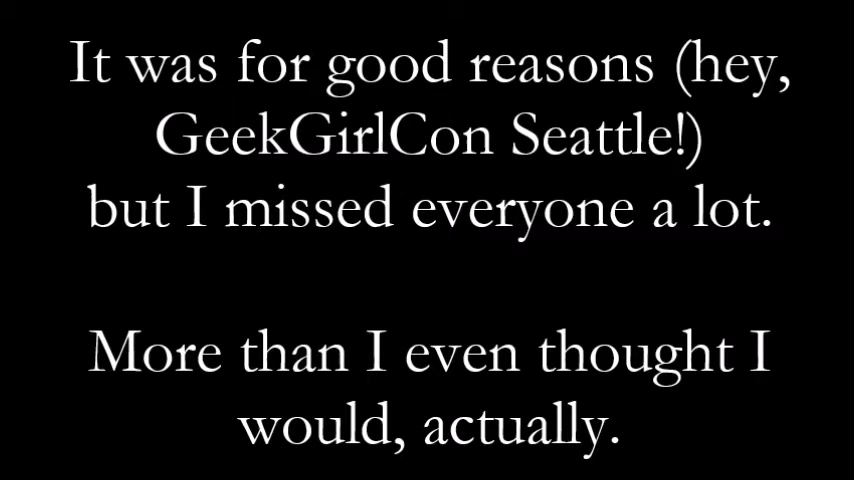 It was for good reasons (hey,
GeekGirlCon Seattle!)
but I missed everyone a lot.
More than I even thought I
would, actually.